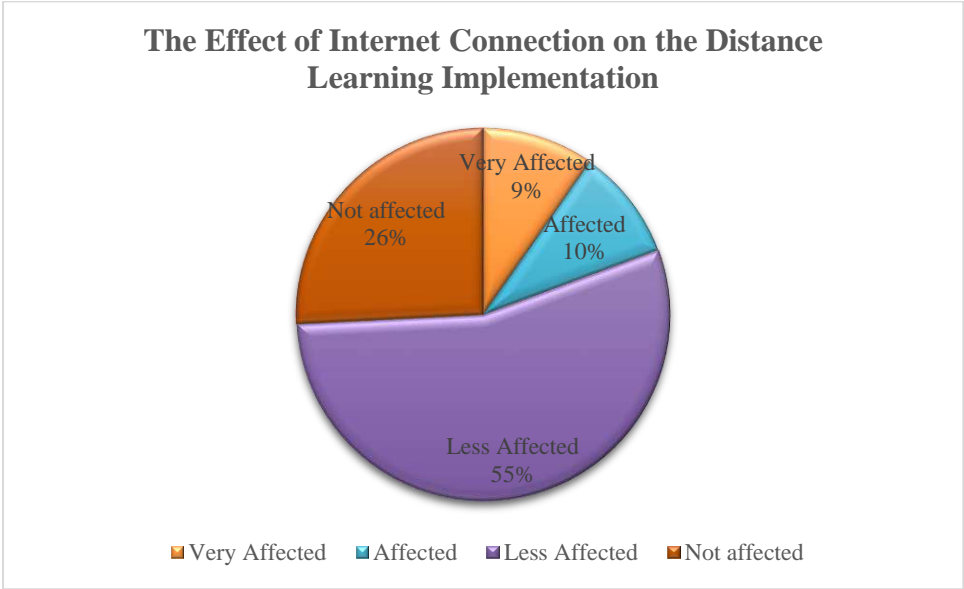 The Effect of Internet Connection on the Distance
Learning Implementation
Very Affected
9%
Affected
10%
Not affected
26%
Less Affected
55%
Very Affected Affected Less Affected Not affected